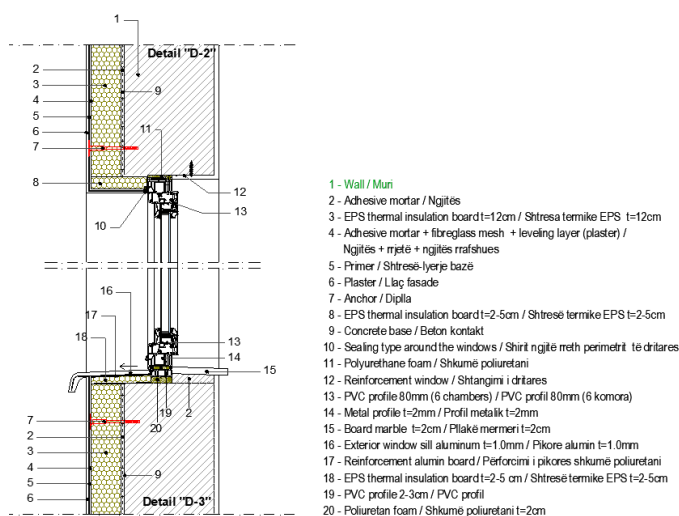 1
Detail "D-2"
2
3
9
4
5
6
11
7
8
12
13
10
16
17
18
13
14
15
19
2
20
7
2
3
9
4
5
6
Detail "D-3"
1 - Wall / Muri
2 - Adhesive mortar / Ngjitës
3 - EPS thermal insulation board t=12cm / Shtresa termike EPS t=12cm
4 - Adhesive mortar + fibreglass mesh + leveling layer (plaster) /
Ngjitës + rrjetë + ngjitës rrafshues
5 - Primer / Shtresë-lyerje bazë
6 - Plaster / Llaç fasade
7 - Anchor / Diplla
8 - EPS thermal insulation board t=2-5cm / Shtresë termike EPS t=2-5cm
9 - Concrete base / Beton kontakt
10 - Sealing type around the windows / Shirit ngjitë rreth perimetrit të dritares
11 - Polyurethane foam / Shkumë poliuretani
12 - Reinforcement window / Shtangimi i dritares
13 - PVC profile 80mm (6 chambers) / PVC profil 80mm (6 komora)
14 - Metal profile t=2mm / Profil metalik t=2mm
15 - Board marble t=2cm / Pllakë mermeri t=2cm
16 - Exterior window sill aluminum t=1.0mm / Pikore alumin t=1.0mm
17 - Reinforcement alumin board / Përforcimi i pikores shkumë poliuretani
18 - EPS thermal insulation board t=2-5 cm / Shtresë termike EPS t=2-5cm
19 - PVC profile 2-3cm / PVC profil
20 - Poliuretan foam / Shkumë poliuretani t=2cm